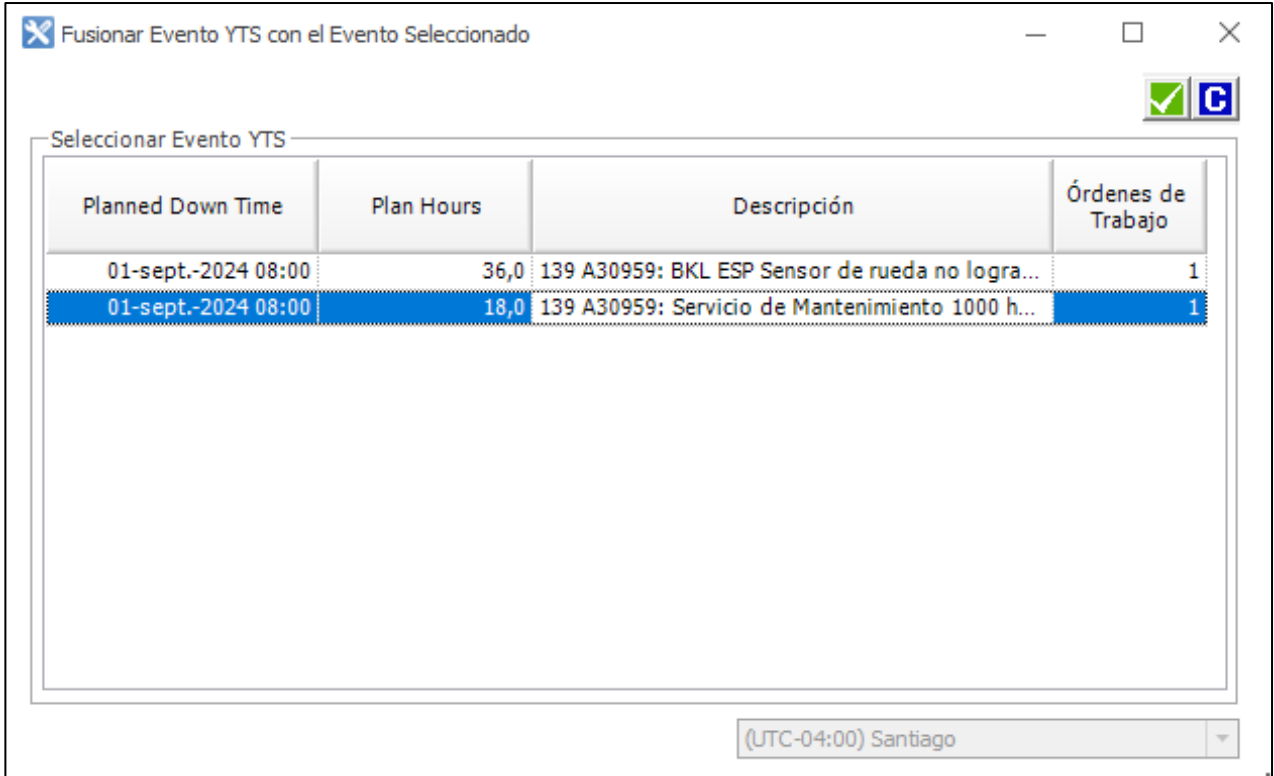 Fusionar Evento YTS con el Evento Seleccionado
C
Seleccionar Evento YTS
Planned Down Time Plan Hours Descripción Órdenes de Trabajo
01-sept.-2024 08:00 36,0 139 A30959: BKL ESP Sensor de rueda no logra... 1
01-sept.-2024 08:00 18,0 139 A30959: Servicio de Mantenimiento 1000 h... 1
(UTC-04:00) Santiago